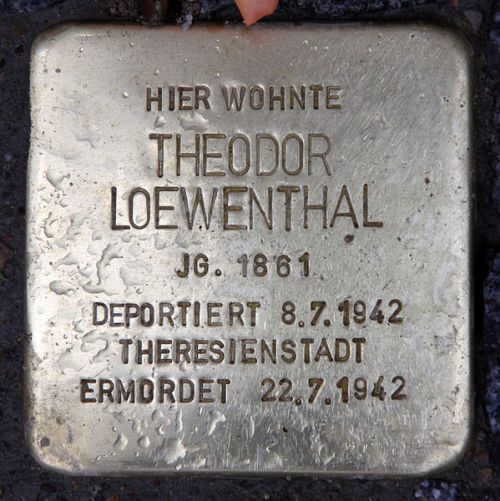 HIER WOHNTE
THEODOR
LOEWENTHAL
JG. 1861
DEPORTIERT 8.7.1942
THERESIENSTADT
ERMORDET 22.7.1942